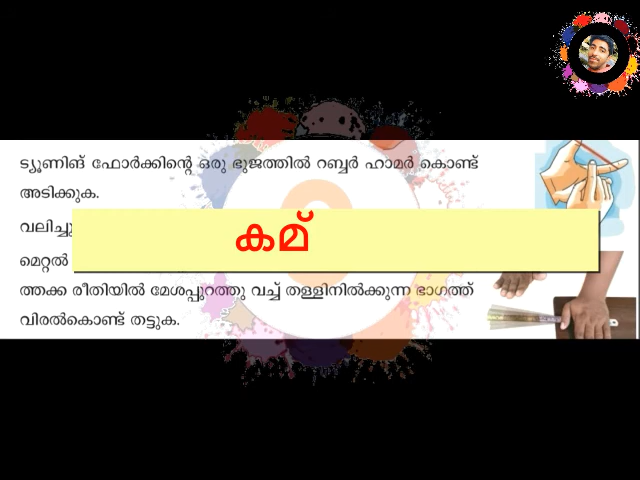 ട്യൂണിങ് ഫോർക്കിന്റെ ഒരു ഭുജത്തിൽ റബ്ബർ ഹാമർ കൊണ്ട്
അടിക്കുക.
വലിച്ചു
കമ്
മെറ്റൽ
ത്തക്ക രീതിയിൽ മേശപ്പുറത്തു വച്ച് തള്ളിനിൽക്കുന്ന ഭാഗത്ത്
വിരൽകൊണ്ട് തട്ടുക.